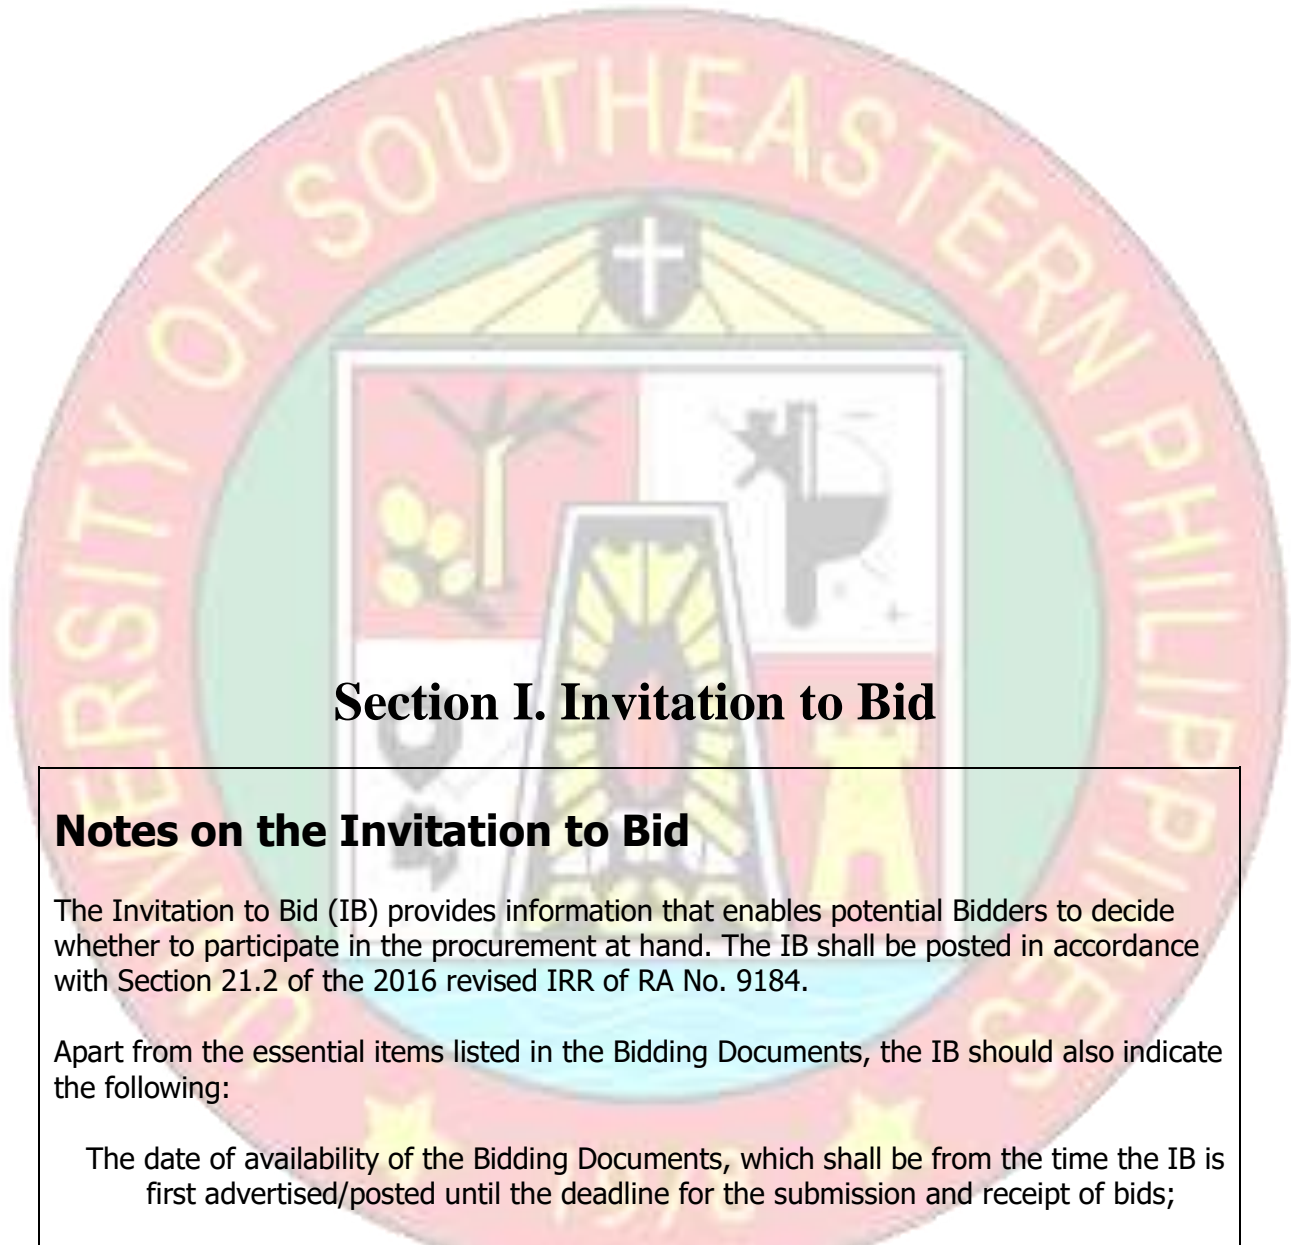 UNIVERSITY OF SOUTHEASTERN PHILIPPINES
Section I. Invitation to Bid
Notes on the Invitation to Bid
The Invitation to Bid (IB) provides information that enables potential Bidders to decide
whether to participate in the procurement at hand. The IB shall be posted in accordance
with Section 21.2 of the 2016 revised IRR of RA No. 9184.
Apart from the essential items listed in the Bidding Documents, the IB should also indicate
the following:
The date of availability of the Bidding Documents, which shall be from the time the IB is
first advertised/posted until the deadline for the submission and receipt of bids;
1978